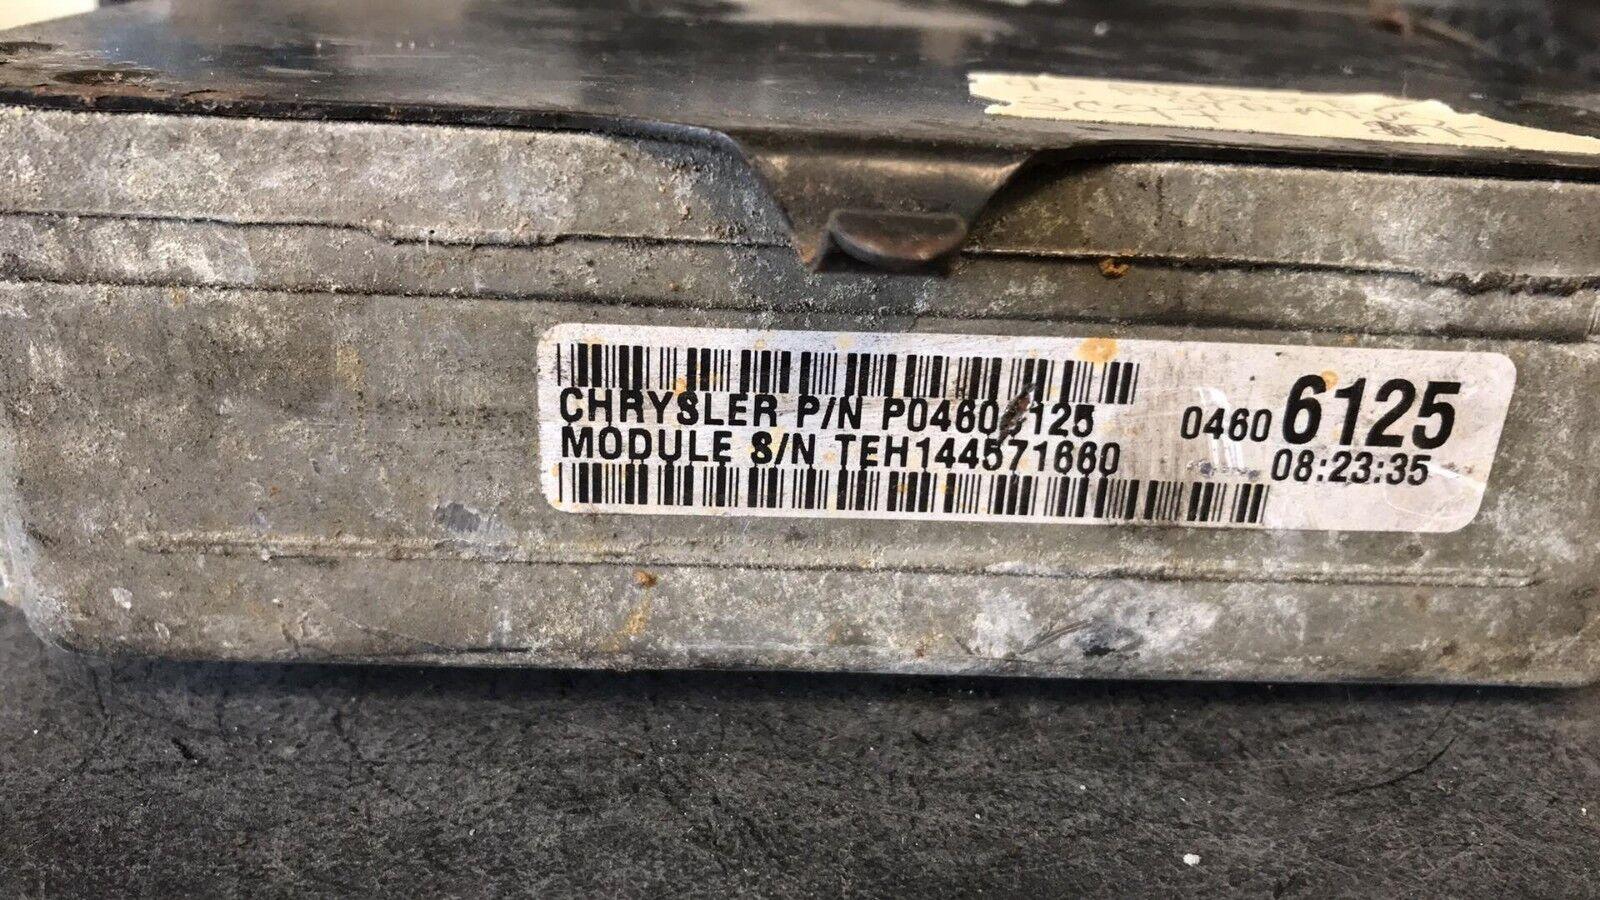 CHRYSLER P/N P04606125
MODULE S/N TEH144571660
0460 6125
08:23:35